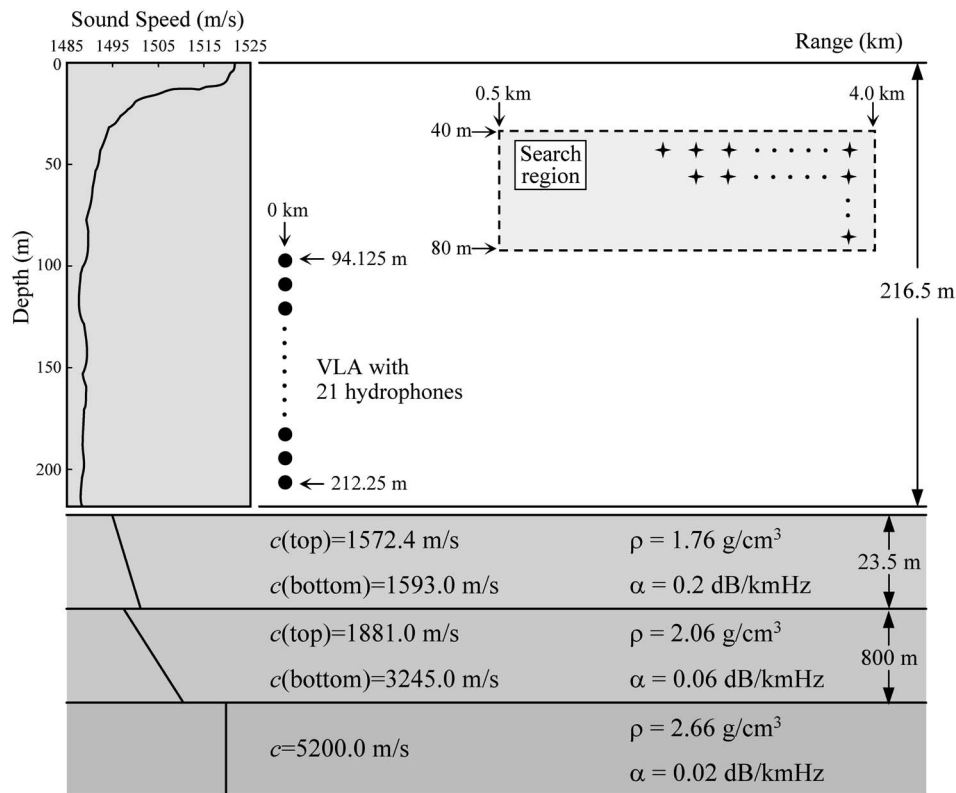 Sound Speed (m/s)
1485 1495 1505 1515 1525
Range (km)
0
50
100
150
200
Depth (m)
0.5 km
4.0 km
40 m
Search
region
80 m
0 km
94.125 m
216.5 m
VLA with
21 hydrophones
212.25 m
c(top)=1572.4 m/s
ρ = 1.76 g/cm³
23.5 m
c(bottom)=1593.0 m/s
α = 0.2 dB/kmHz
c(top)=1881.0 m/s
ρ = 2.06 g/cm³
800 m
c(bottom)=3245.0 m/s
α = 0.06 dB/kmHz
c=5200.0 m/s
ρ = 2.66 g/cm³
α = 0.02 dB/kmHz